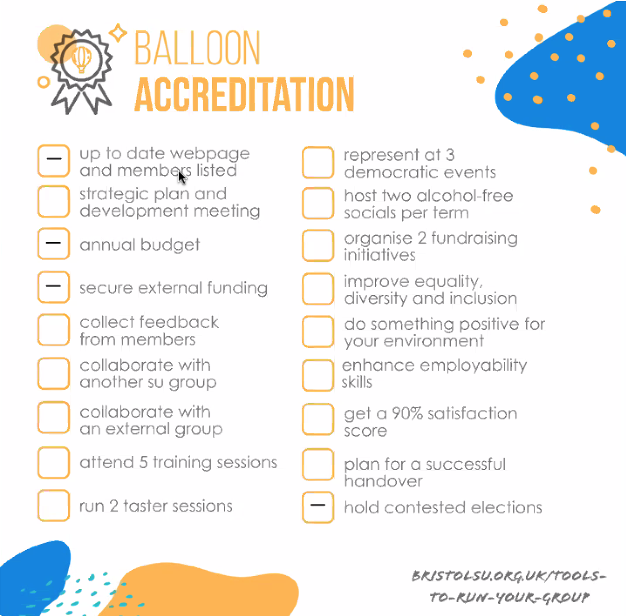 BALLOON
ACCREDITATION
up to date webpage
and members listed
strategic plan and
development meeting
annual budget
secure external funding
collect feedback
from members
collaborate with
another su group
collaborate with
an external group
attend 5 training sessions
run 2 taster sessions
represent at 3
democratic events
host two alcohol-free
socials per term
organise 2 fundraising
initiatives
improve equality,
diversity and inclusion
do something positive for
your environment
enhance employability
skills
get a 90% satisfaction
score
plan for a successful
handover
hold contested elections
BRISTOLSU.ORG.UK/TOOLS-
TO-RUN-YOUR-GROUP